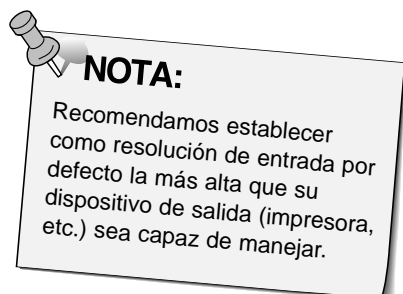 NOTA:
Recomendamos establecer
como resolución de entrada por
defecto la más alta que su
dispositivo de salida (impresora,
etc.) sea capaz de manejar.